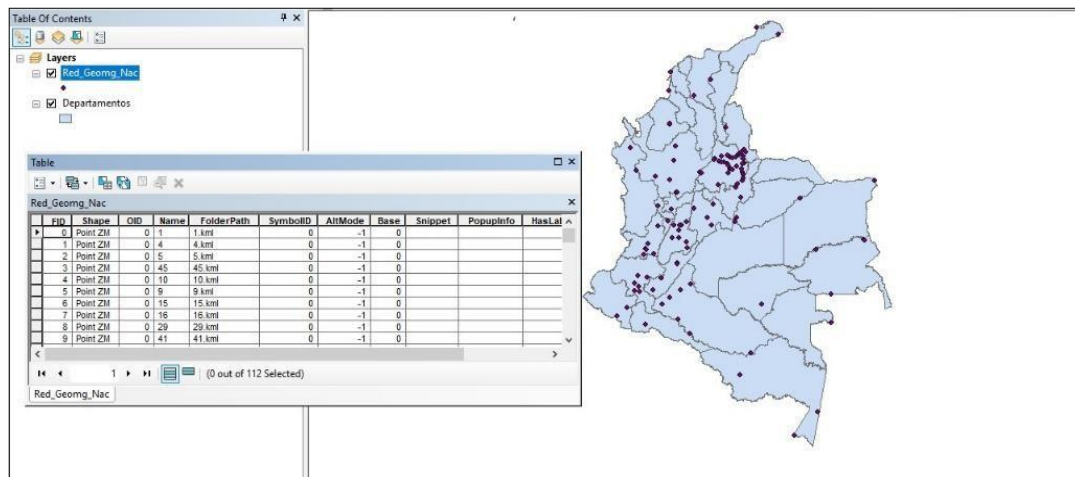 Table Of Contents
Layers
Red_Geomg_Nac
Departamentos
Table
Red_Geomg_Nac
FID Shape OID Name FolderPath SymbolID AltMode Base Snippet PopupInfo HasLal
0 Point ZM 0 1 1.kml 0 -1 0
1 Point ZM 0 4 4.kml 0 -1 0
2 Point ZM 0 5 5.kml 0 -1 0
3 Point ZM 0 45 45.kml 0 -1 0
4 Point ZM 0 10 10.kml 0 -1 0
5 Point ZM 0 9 9.kml 0 -1 0
6 Point ZM 0 15 15.kml 0 -1 0
7 Point ZM 0 16 16.kml 0 -1 0
8 Point ZM 0 29 29.kml 0 -1 0
9 Point ZM 0 41 41.kml 0 -1 0
1 (0 out of 112 Selected)
Red_Geomg_Nac